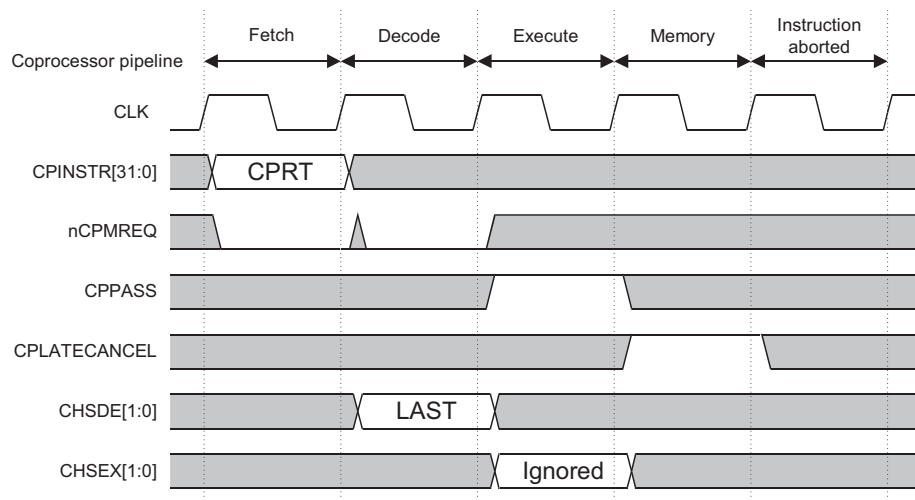 Fetch Decode Execute Memory Instruction aborted
Coprocessor pipeline
CLK
CPINSTR[31:0] CPRT
nCPMREQ
CPPASS
CPLATECANCEL
CHSDE[1:0] LAST
CHSEX[1:0] Ignored